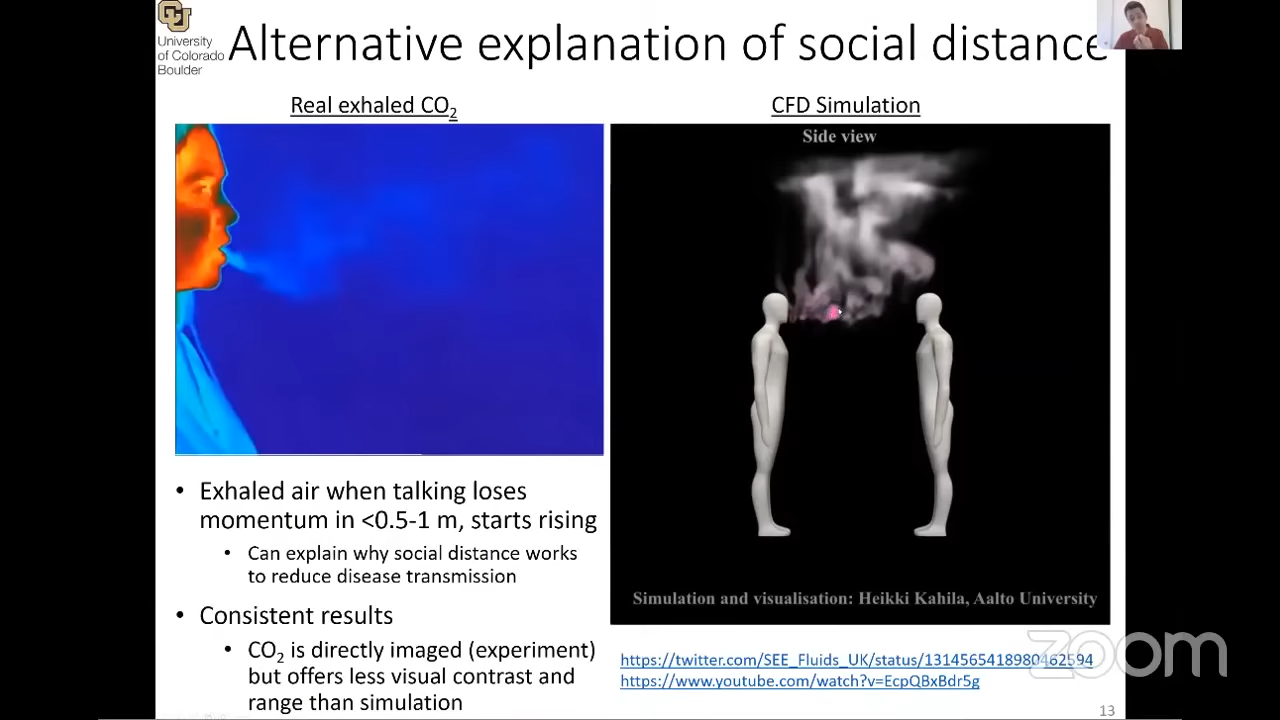 University
of Colorado
Boulder
Alternative explanation of social distance
Real exhaled CO2
CFD Simulation
Side view
• Exhaled air when talking loses
momentum in <0.5-1 m, starts rising
• Can explain why social distance works
to reduce disease transmission
• Consistent results
• CO2 is directly imaged (experiment)
but offers less visual contrast and
range than simulation
Simulation and visualisation: Heikki Kahila, Aalto University
https://twitter.com/SEE_Fluids_UK/status/1314565418980462594
https://www.youtube.com/watch?v=EcpQBxBdr5g
zoom
13